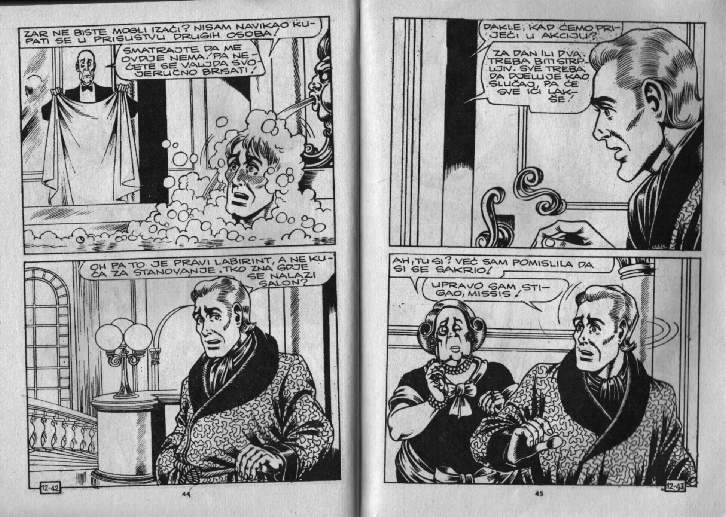 ZAR NE BISTE MOGLI IZAĆI? NISAM NAVIKAO KU-
PATI SE U PRISUSTVU DRUGIH OSOBA!
SMATRAJTE DA ME
OVDJE NEMA! PA NE-
ĆETE SE VALJDA SVO-
JERUČNO BRISATI!
OH PA TO JE PRAVI LABIRINT, A NE KU-
ĆA ZA STANOVANJE. TKO ZNA GDJE
SE NALAZI
SALON?
12-42
44
DAKLE, KAD ĆEMO PRI-
JEĆI U AKCIJU?
ZA DAN ILI DVA.
TREBA BITI STRP-
LJIV. SVE TREBA
DA DJELUJE KAO
SLUČAJ, PA ĆE
SVE IĆI LAK-
ŠE!
AH, TU SI? VEĆ SAM POMISLILA DA
SI SE SAKRIO!
UPRAVO SAM STI-
GAO, MISSIS!
45
12-43